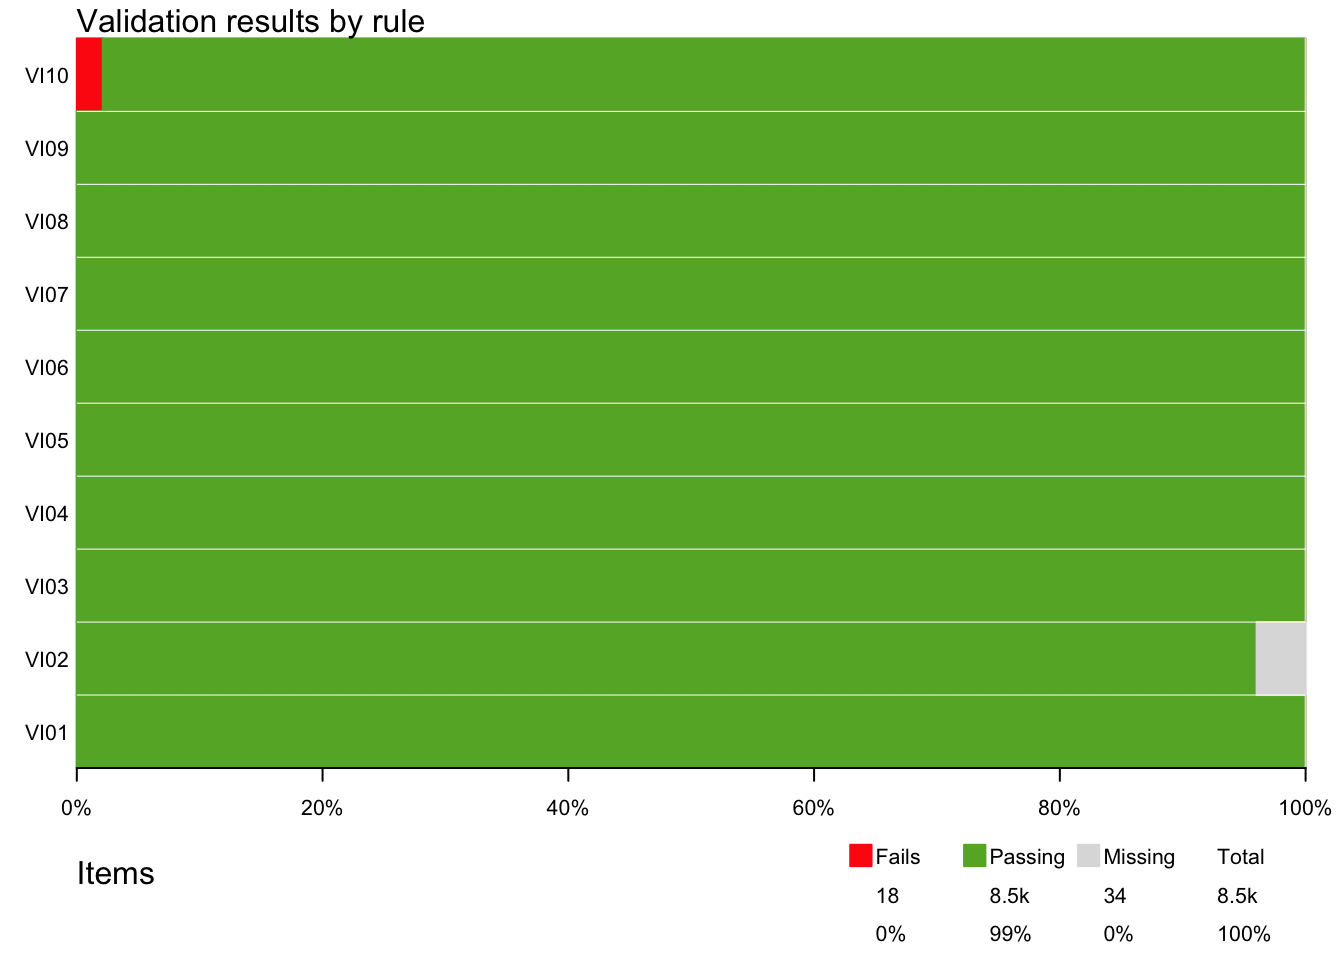 Validation results by rule
VI10
VI09
VI08
VI07
VI06
VI05
VI04
VI03
VI02
VI01
0% 20% 40% 60% 80% 100%
Items
Fails Passing Missing Total
18 8.5k 34 8.5k
0% 99% 0% 100%